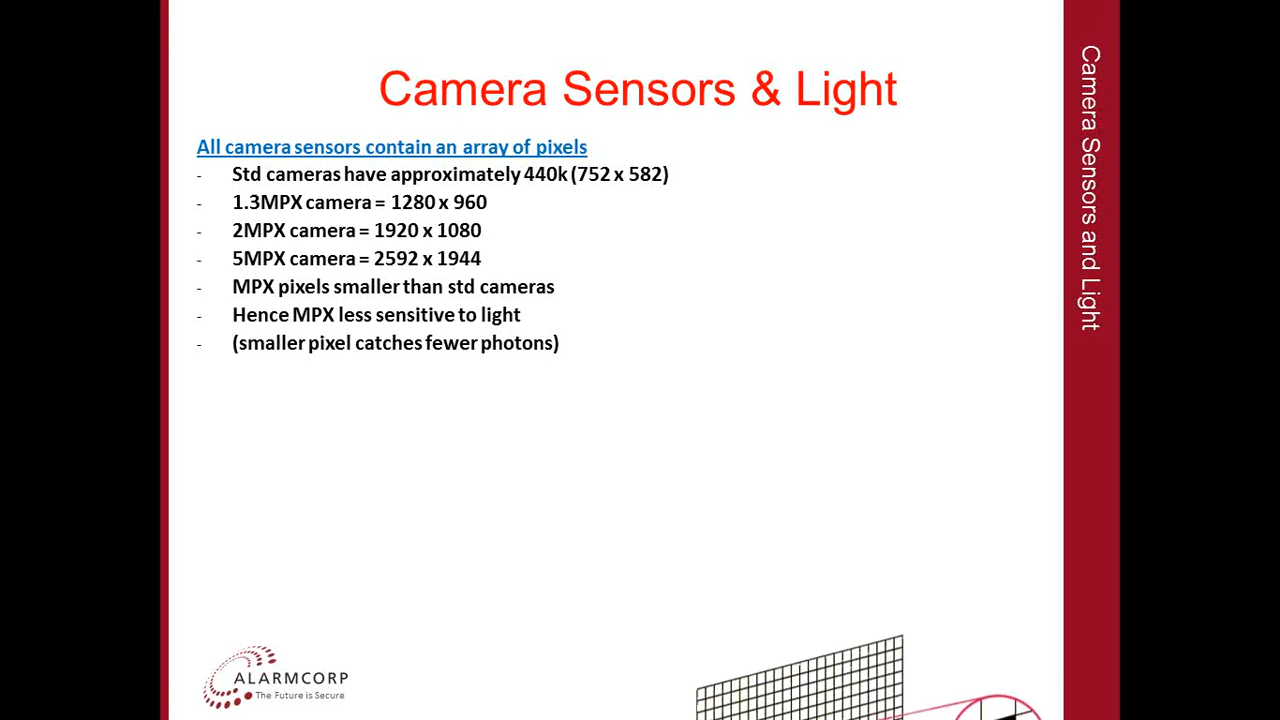 Camera Sensors & Light
All camera sensors contain an array of pixels
- Std cameras have approximately 440k (752 x 582)
- 1.3MPX camera = 1280 x 960
- 2MPX camera = 1920 x 1080
- 5MPX camera = 2592 x 1944
- MPX pixels smaller than std cameras
- Hence MPX less sensitive to light
- (smaller pixel catches fewer photons)
Camera Sensors and Light
ALARMCORP
The Future is Secure